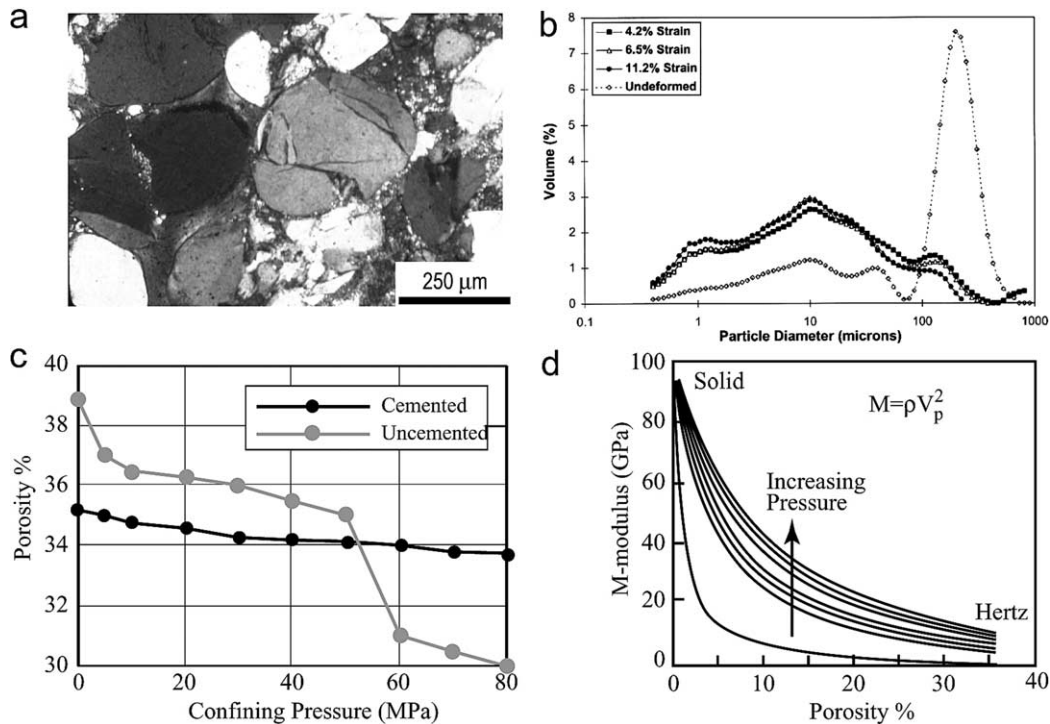 a
250 µm
b
4.2% Strain
6.5% Strain
11.2% Strain
Undeformed
Volume (%)
8
7
6
5
4
3
2
1
0
0.1 1 10 100 1000
Particle Diameter (microns)
c
Cemented
Uncemented
Porosity %
40
38
36
34
32
30
0 20 40 60 80
Confining Pressure (MPa)
d
Solid
M=ρV²ₚ
Increasing
Pressure
Hertz
M-modulus (GPa)
100
80
60
40
20
0
0 10 20 30 40
Porosity %